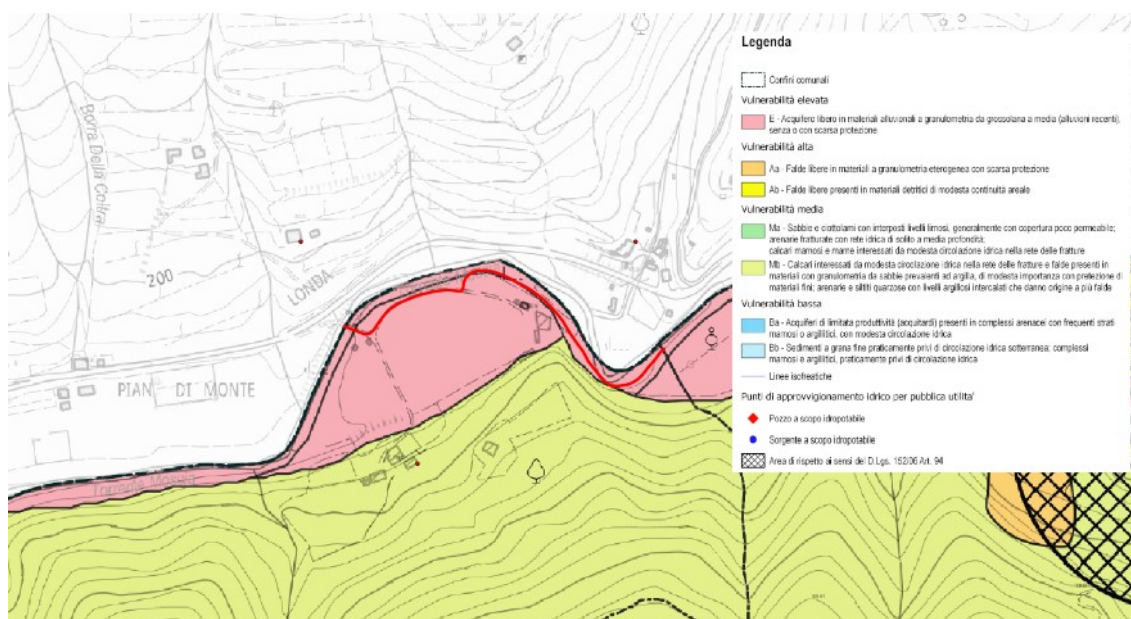 Legenda
Confini comunali
Vulnerabilità elevata
E - Acquifero libero in materiali alluvionali a granulometria da grossolana a media (alluvioni recenti),
senza o con scarsa protezione
Vulnerabilità alta
Aa - Falde libere in materiali a granulometria eterogenea con scarsa protezione
Ab - Falde libere presenti in materiali detritici di modesta continuità areale
Vulnerabilità media
Ma - Sabbie e ciottolami con interposti livelli limosi, generalmente con copertura poco permeabile;
arenarie fratturate con rete idrica di solito a media profondità;
calcari marnosi e marne interessati da modesta circolazione idrica nella rete delle fratture
Mb - Calcari interessati da modesta circolazione idrica nella rete delle fratture e falde presenti in
materiali con granulometria da sabbie prevalenti ad argilla, di modesta importanza con protezione di
materiali fini; arenarie e siltiti quarzose con livelli argillosi intercalati che danno origine a più falde
Vulnerabilità bassa
Ba - Acquiferi di limitata produttività (acquitardi) presenti in complessi arenacei con frequenti strati
marnosi o argillitici, con modesta circolazione idrica
Bb - Sedimenti a grana fine praticamente privi di circolazione idrica sotterranea; complessi
marnosi e argillitici, praticamente privi di circolazione idrica
Linee isofreatiche
Punti di approvvigionamento idrico per pubblica utilita'
Pozzo a scopo idropotabile
Sorgente a scopo idropotabile
Area di rispetto ai sensi del D.Lgs. 152/06 Art. 94
Borra Della
200
LONDA
PIAN DI MONTE